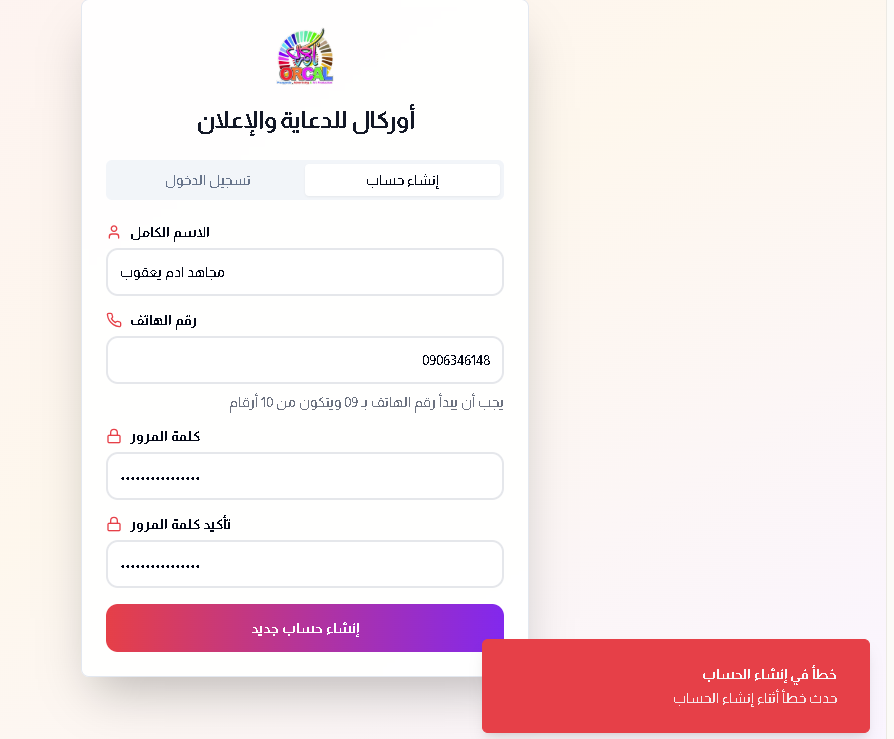 ORCAL
أوركال للدعاية والإعلان
إنشاء حساب
تسجيل الدخول
الاسم الكامل
مجاهد ادم يعقوب
رقم الهاتف
0906346148
يجب أن يبدأ رقم الهاتف بـ 09 ويتكون من 10 أرقام
كلمة المرور
••••••••••••••••
تأكيد كلمة المرور
••••••••••••••••
إنشاء حساب جديد
خطأ في إنشاء الحساب
حدث خطأ أثناء إنشاء الحساب